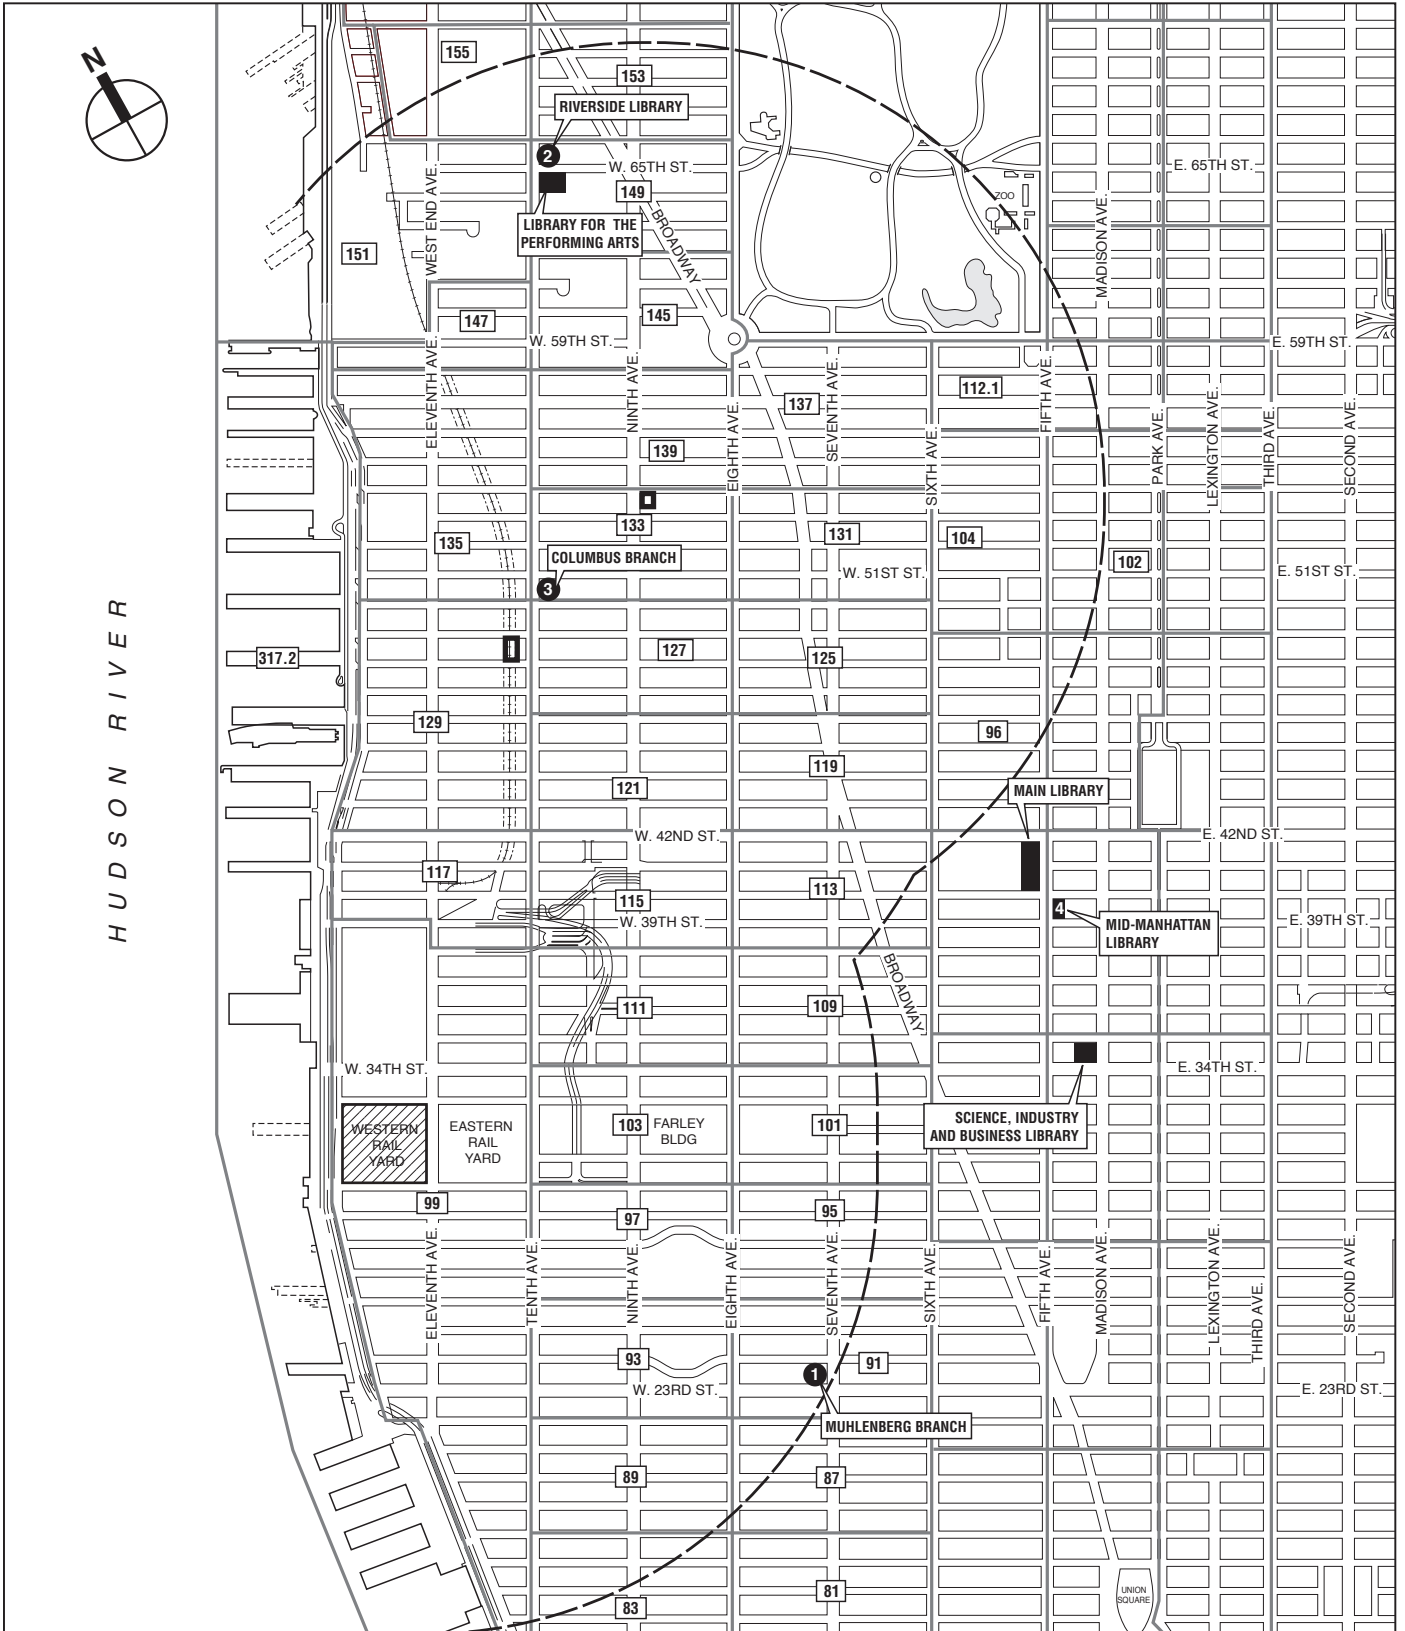 N
155
153
RIVERSIDE LIBRARY
2
W. 65TH ST.
E. 65TH ST.
149
ZOO
LIBRARY FOR THE
PERFORMING ARTS
WEST END AVE.
BROADWAY
MADISON AVE.
151
147
145
W. 59TH ST.
E. 59TH ST.
ELEVENTH AVE.
NINTH AVE.
EIGHTH AVE.
SEVENTH AVE.
SIXTH AVE.
FIFTH AVE.
PARK AVE.
LEXINGTON AVE.
THIRD AVE.
SECOND AVE.
112.1
137
139
133
131
104
135
COLUMBUS BRANCH
102
3
W. 51ST ST.
E. 51ST ST.
HUDSON RIVER
317.2
127
125
129
96
119
121
MAIN LIBRARY
W. 42ND ST.
E. 42ND ST.
117
113
115
4
W. 39TH ST.
E. 39TH ST.
MID-MANHATTAN
LIBRARY
BROADWAY
111
109
W. 34TH ST.
E. 34TH ST.
SCIENCE, INDUSTRY
AND BUSINESS LIBRARY
WESTERN
RAIL
YARD
EASTERN
RAIL
YARD
103
FARLEY
BLDG
101
99
97
95
ELEVENTH AVE.
TENTH AVE.
NINTH AVE.
EIGHTH AVE.
SEVENTH AVE.
SIXTH AVE.
FIFTH AVE.
MADISON AVE.
LEXINGTON AVE.
THIRD AVE.
SECOND AVE.
93
91
1
W. 23RD ST.
E. 23RD ST.
MUHLENBERG BRANCH
89
87
81
83
UNION
SQUARE